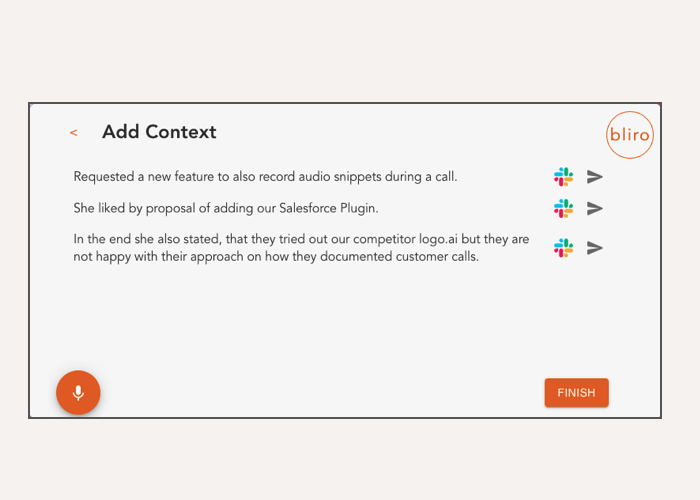 < Add Context
bliro
Requested a new feature to also record audio snippets during a call.
She liked by proposal of adding our Salesforce Plugin.
In the end she also stated, that they tried out our competitor logo.ai but they are
not happy with their approach on how they documented customer calls.
FINISH